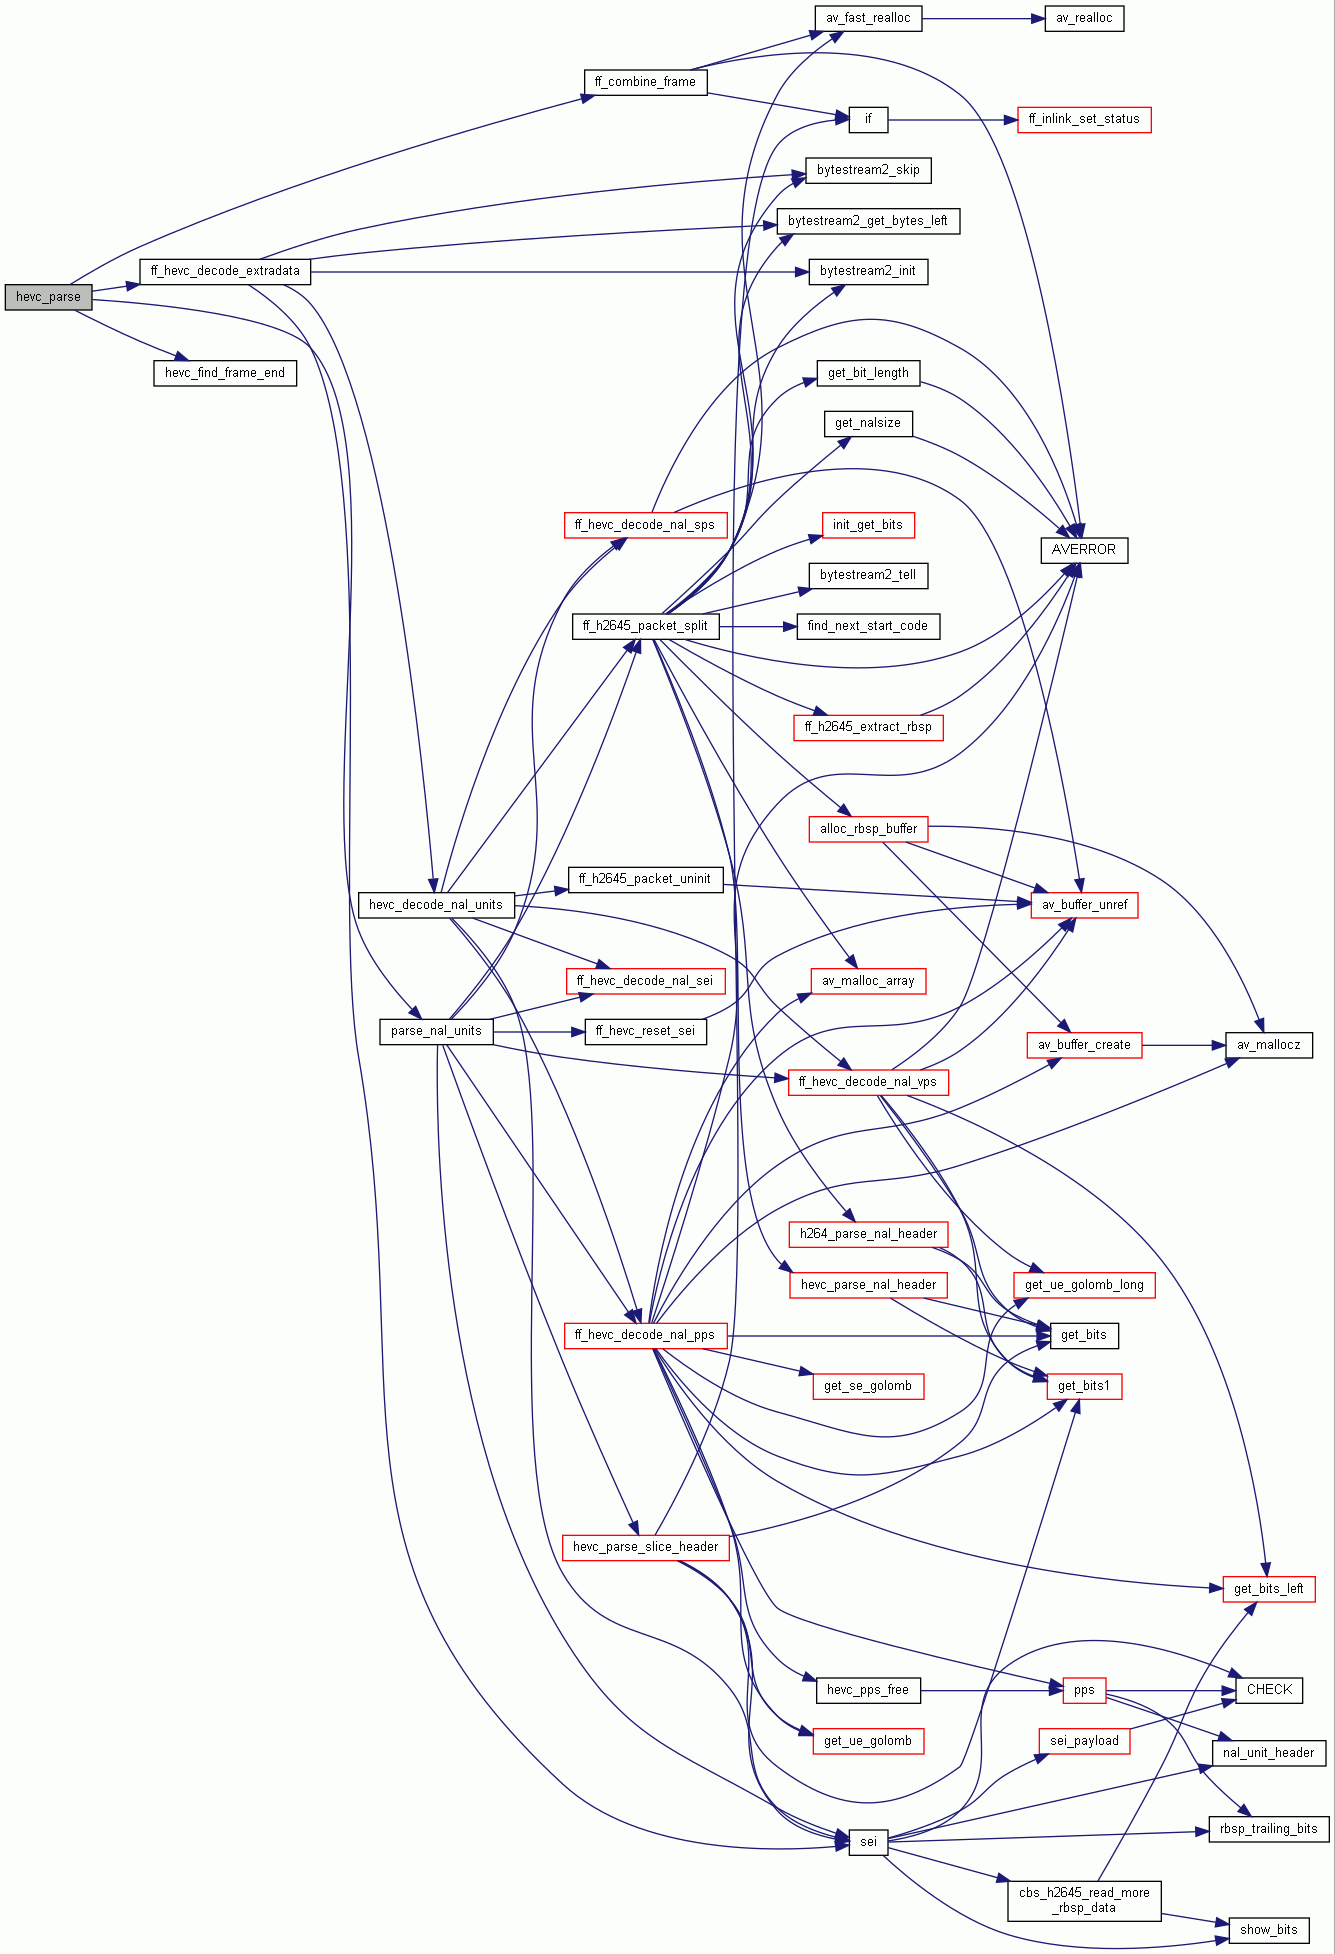 av_fast_realloc
av_realloc
ff_combine_frame
if
ff_inlink_set_status
bytestream2_skip
bytestream2_get_bytes_left
ff_hevc_decode_extradata
bytestream2_init
hevc_parse
hevc_find_frame_end
get_bit_length
get_nalsize
ff_hevc_decode_nal_sps
init_get_bits
AVERROR
bytestream2_tell
ff_h2645_packet_split
find_next_start_code
ff_h2645_extract_rbsp
alloc_rbsp_buffer
ff_h2645_packet_uninit
hevc_decode_nal_units
av_buffer_unref
ff_hevc_decode_nal_sei
av_malloc_array
parse_nal_units
ff_hevc_reset_sei
av_buffer_create
av_mallocz
ff_hevc_decode_nal_vps
h264_parse_nal_header
hevc_parse_nal_header
get_ue_golomb_long
ff_hevc_decode_nal_pps
get_bits
get_se_golomb
get_bits1
hevc_parse_slice_header
get_bits_left
hevc_pps_free
pps
CHECK
get_ue_golomb
sei_payload
nal_unit_header
sei
rbsp_trailing_bits
cbs_h2645_read_more
_rbsp_data
show_bits